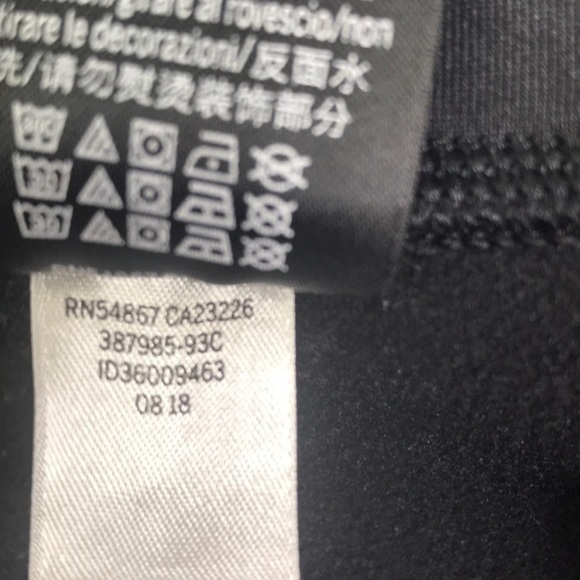 girare al rovescio/non
tirare le decorazioni/反面水
洗/请勿熨烫装饰部分
RN54867 CA23226
387985-93C
ID36009463
08 18